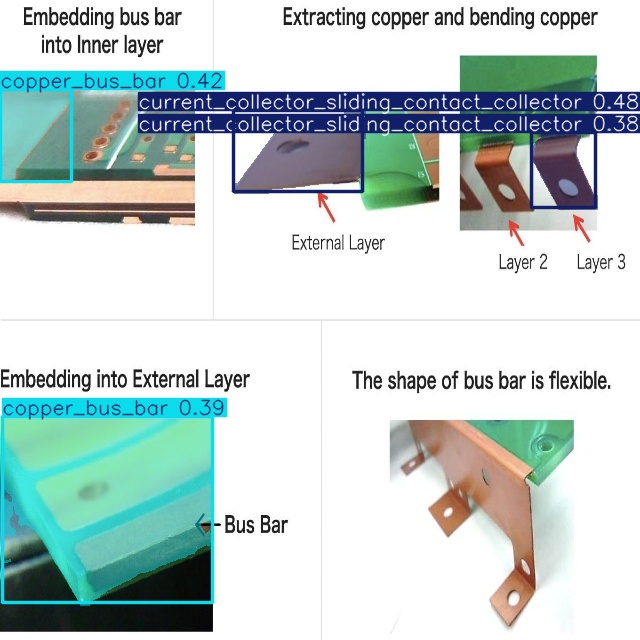 Embedding bus bar
into Inner layer
Extracting copper and bending copper
copper_bus_bar 0.42
current_collector_sliding_contact_collector 0.48
current_collector_sliding_contact_collector 0.38
External Layer
Layer 2
Layer 3
Embedding into External Layer
The shape of bus bar is flexible.
copper_bus_bar 0.39
Bus Bar